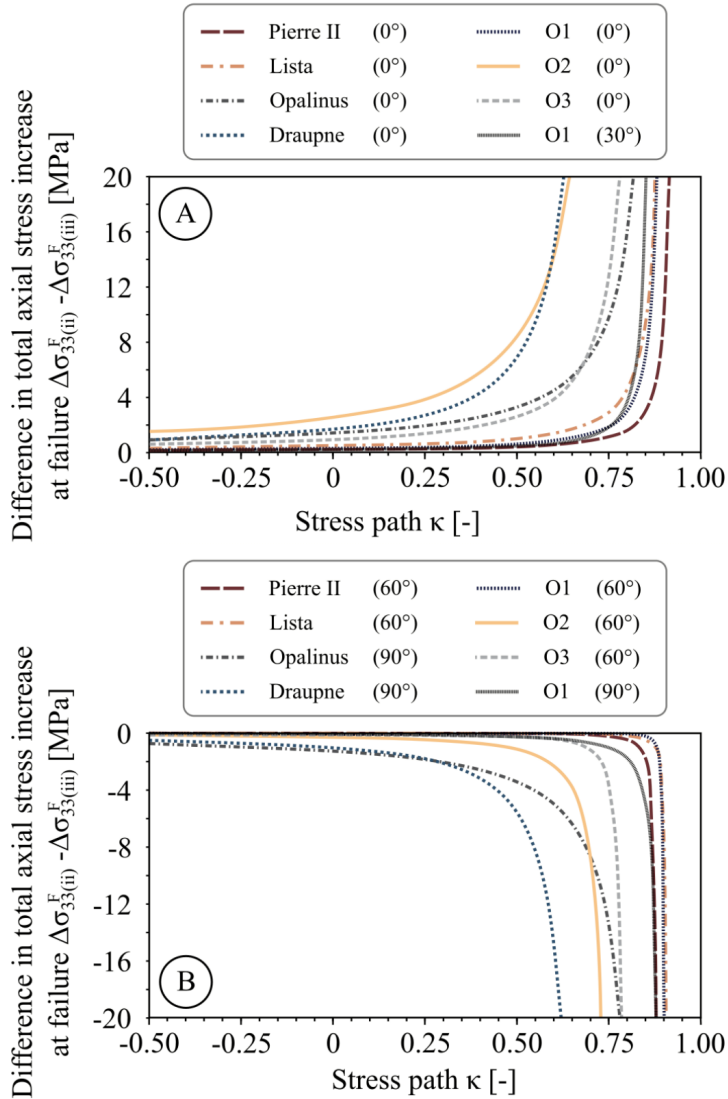 Pierre II (0°) O1 (0°)
Lista (0°) O2 (0°)
Opalinus (0°) O3 (0°)
Draupne (0°) O1 (30°)
Difference in total axial stress increase
at failure Δσ^F_33(ii) -Δσ^F_33(iii) [MPa]
20
16
12
8
4
0
A
-0.50 -0.25 0 0.25 0.50 0.75 1.00
Stress path κ [-]
Pierre II (60°) O1 (60°)
Lista (60°) O2 (60°)
Opalinus (90°) O3 (60°)
Draupne (90°) O1 (90°)
Difference in total axial stress increase
at failure Δσ^F_33(ii) -Δσ^F_33(iii) [MPa]
0
-4
-8
-12
-16
-20
B
-0.50 -0.25 0 0.25 0.50 0.75 1.00
Stress path κ [-]